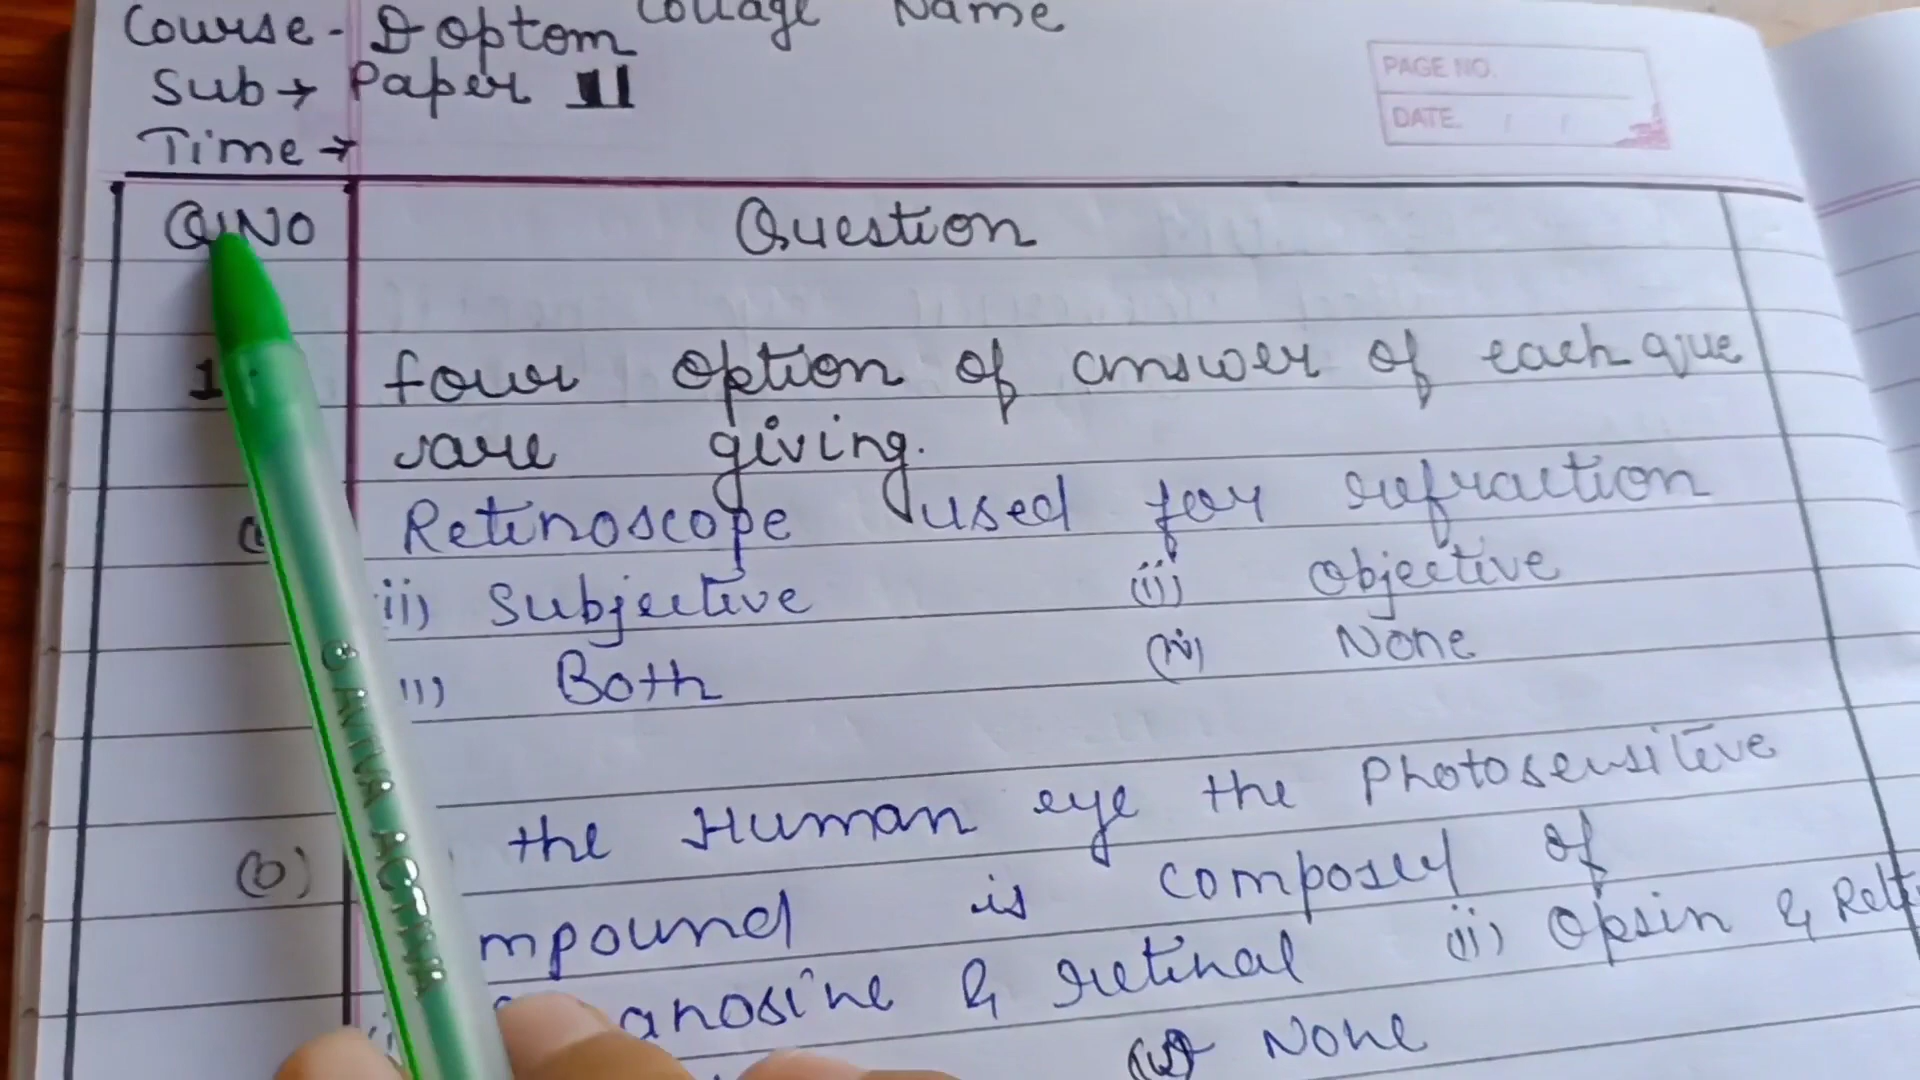 Collage Name
Course - D optom
Sub → Paper II
Time →
PAGE NO.
DATE / /
Q.No Question
1. four option of answer of each que
are giving.
Retinoscope used for refraction
ii) Subjective (ii) Objective
Both (iv) None
(b) the Human eye the Photosensitive
mpound is composed of
anosine & retinal (ii) Opsin &
None